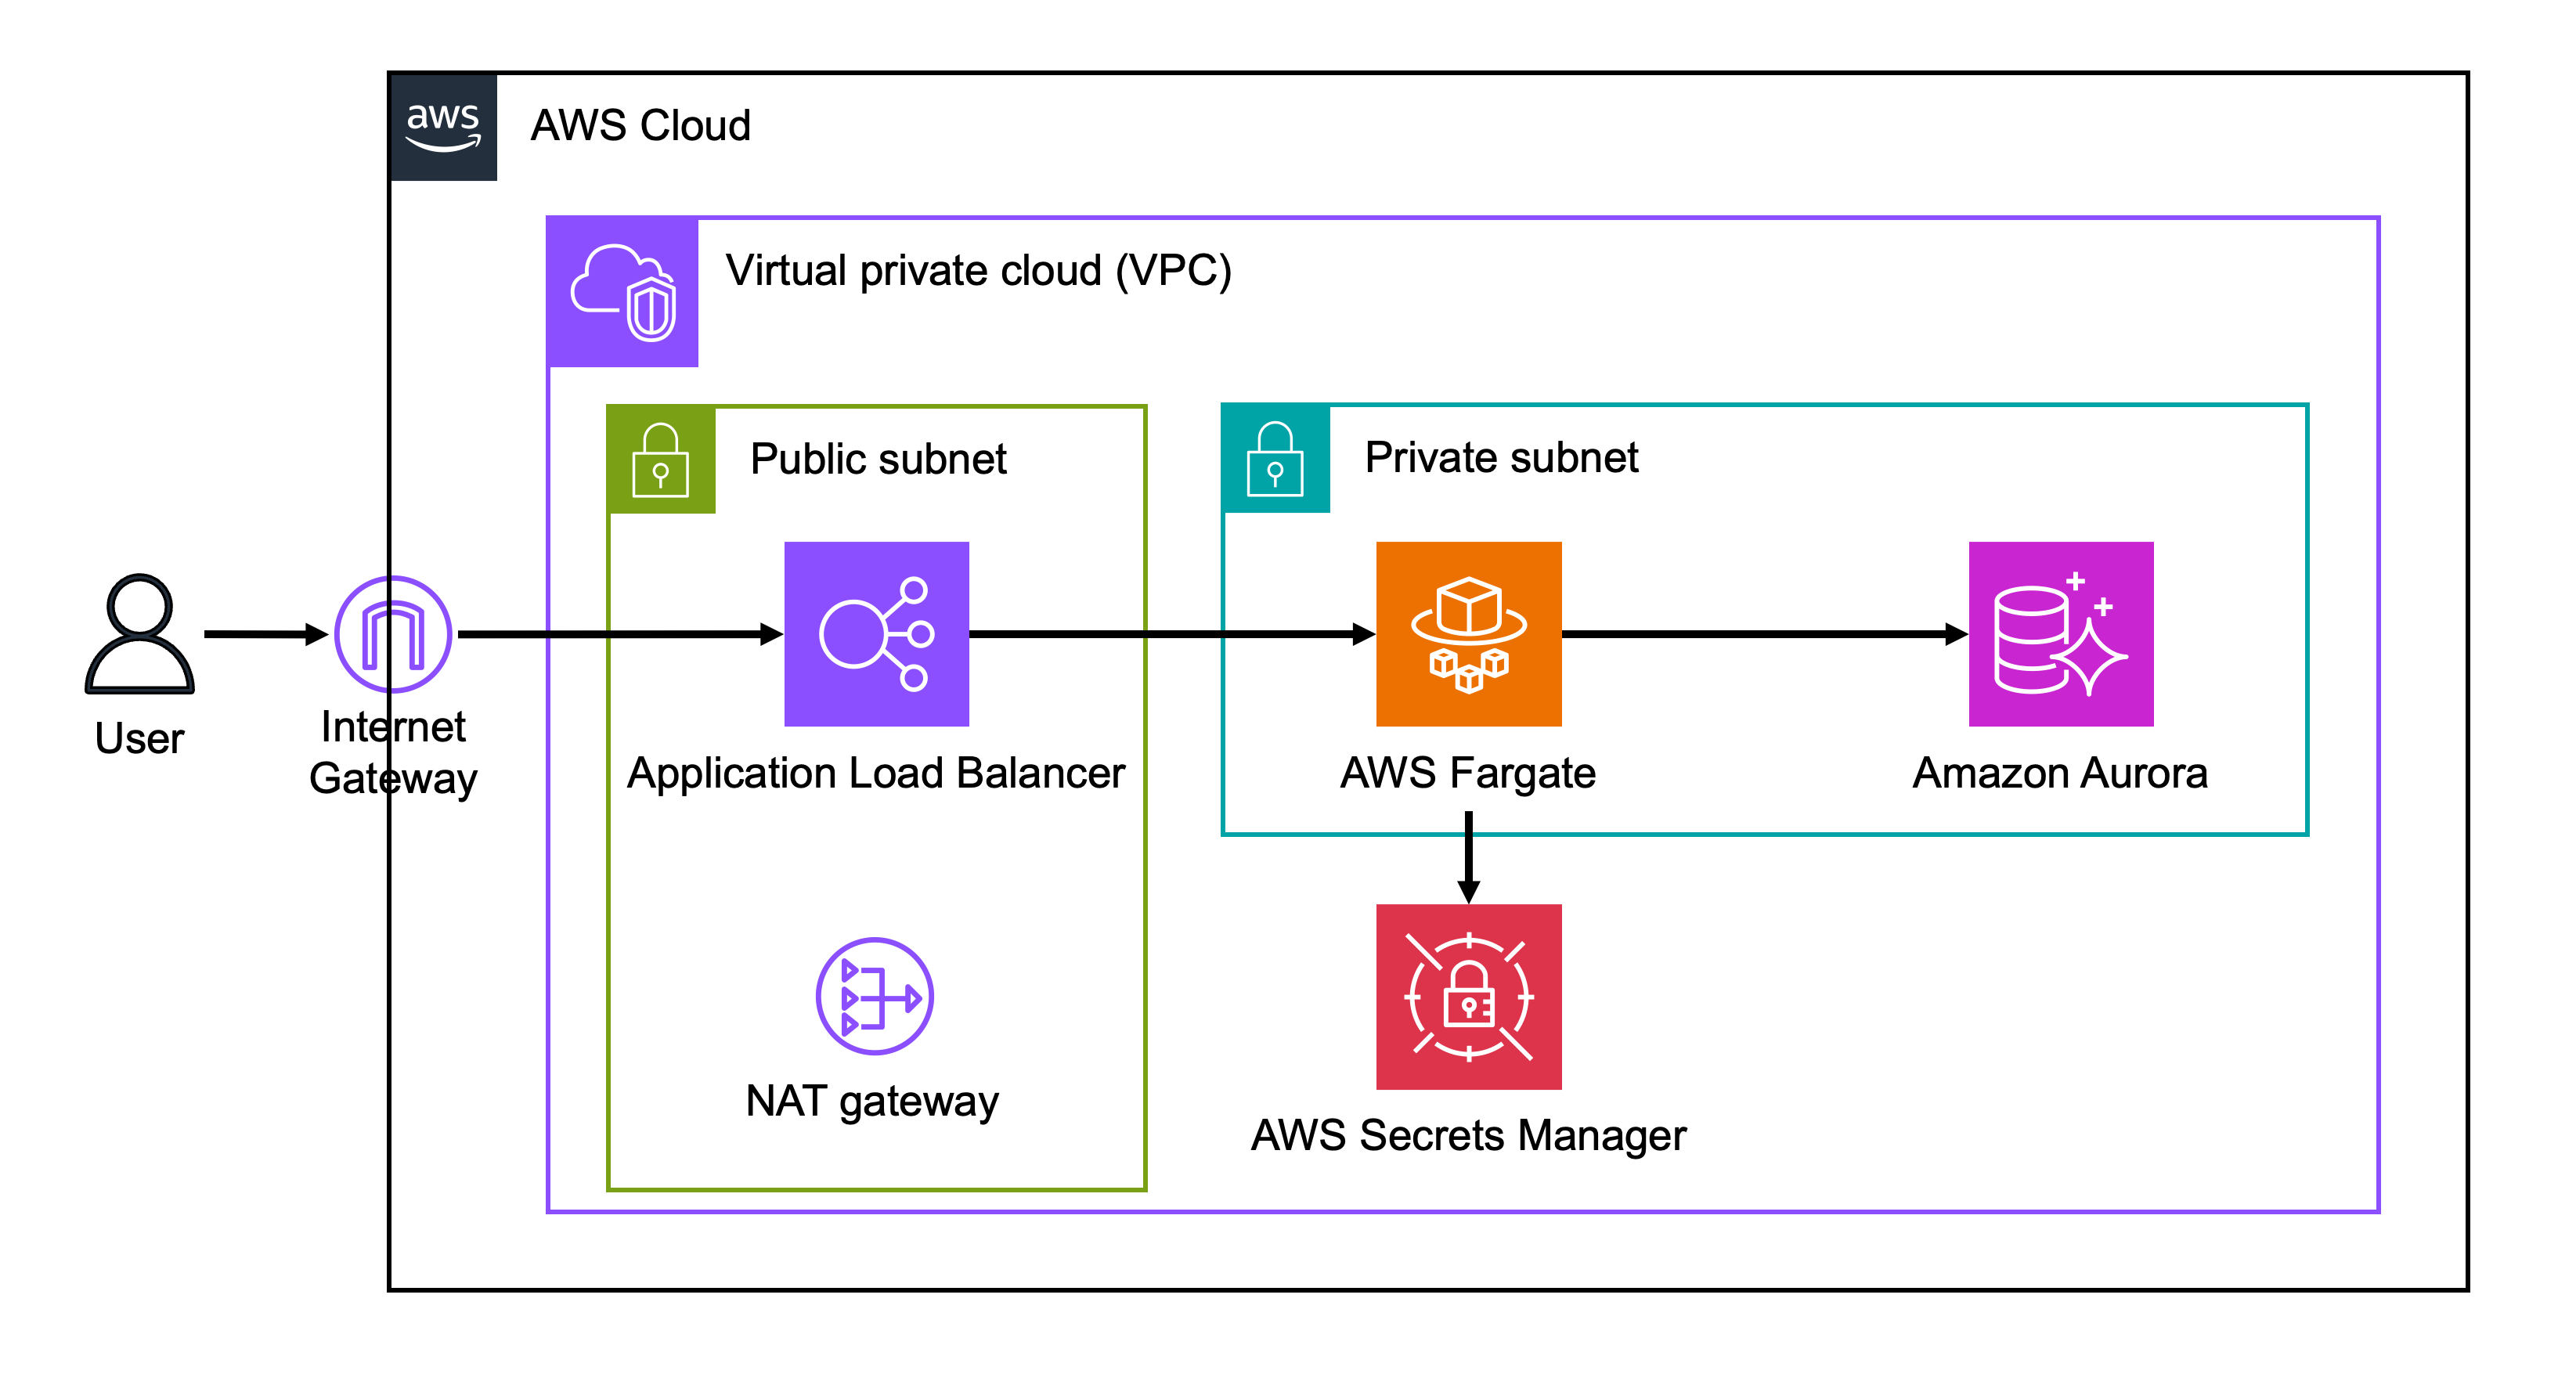 aws
AWS Cloud
Virtual private cloud (VPC)
Public subnet
Private subnet
User
Internet
Gateway
Application Load Balancer
AWS Fargate
Amazon Aurora
NAT gateway
AWS Secrets Manager